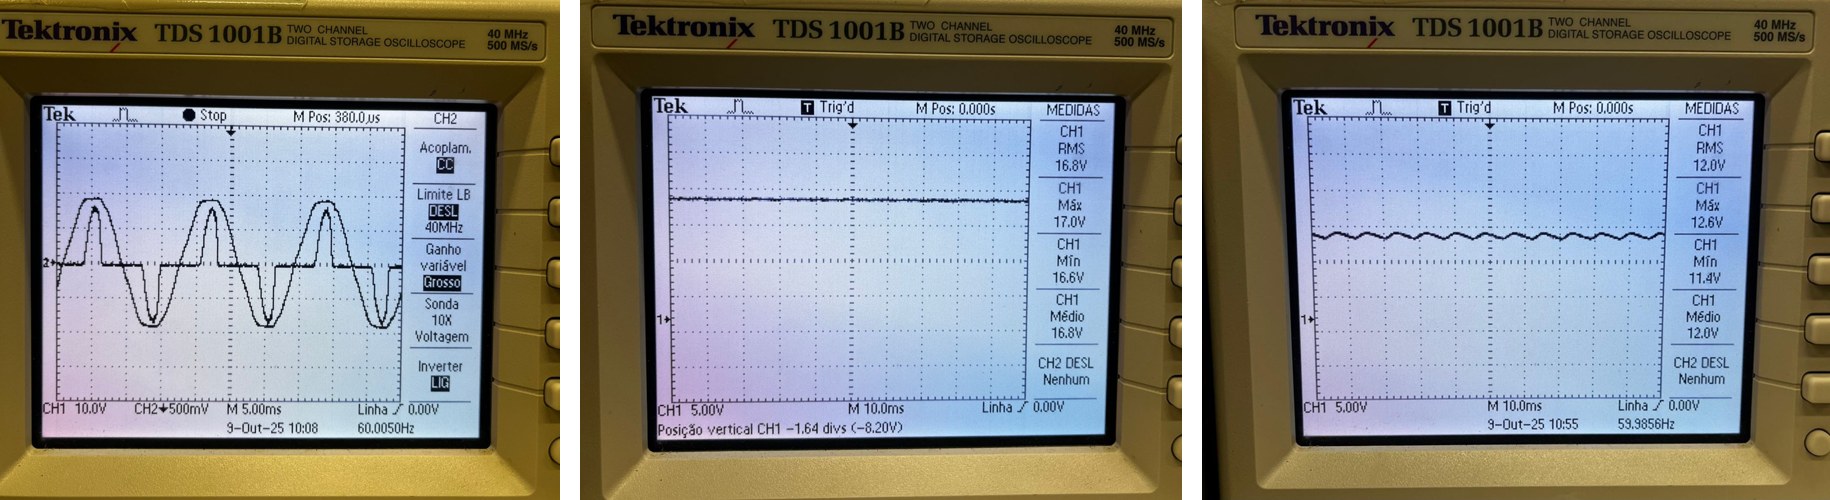 Tektronix TDS 1001B TWO CHANNEL DIGITAL STORAGE OSCILLOSCOPE 40 MHz 500 MS/s
Tek Stop M Pos: 380.0µs CH2
Acoplam.
CC
Limite LB
DESL
40MHz
Ganho
variável
Grosso
2
Sonda
10X
Voltagem
Inverter
LIG
CH1 10.0V CH2 500mV M 5.00ms Linha 0.00V
9-Out-25 10:08 60.0050Hz
Tektronix TDS 1001B TWO CHANNEL DIGITAL STORAGE OSCILLOSCOPE 40 MHz 500 MS/s
Tek T Trig'd M Pos: 0.000s MEDIDAS
CH1
RMS
16.8V
CH1
Máx
17.0V
CH1
Mín
16.6V
1
CH1
Médio
16.8V
CH2 DESL
Nenhum
CH1 5.00V M 10.0ms Linha 0.00V
Posição vertical CH1 -1.64 divs (-8.20V)
Tektronix TDS 1001B TWO CHANNEL DIGITAL STORAGE OSCILLOSCOPE 40 MHz 500 MS/s
Tek T Trig'd M Pos: 0.000s MEDIDAS
CH1
RMS
12.0V
CH1
Máx
12.6V
CH1
Mín
11.4V
1
CH1
Médio
12.0V
CH2 DESL
Nenhum
CH1 5.00V M 10.0ms Linha 0.00V
9-Out-25 10:55 59.9856Hz